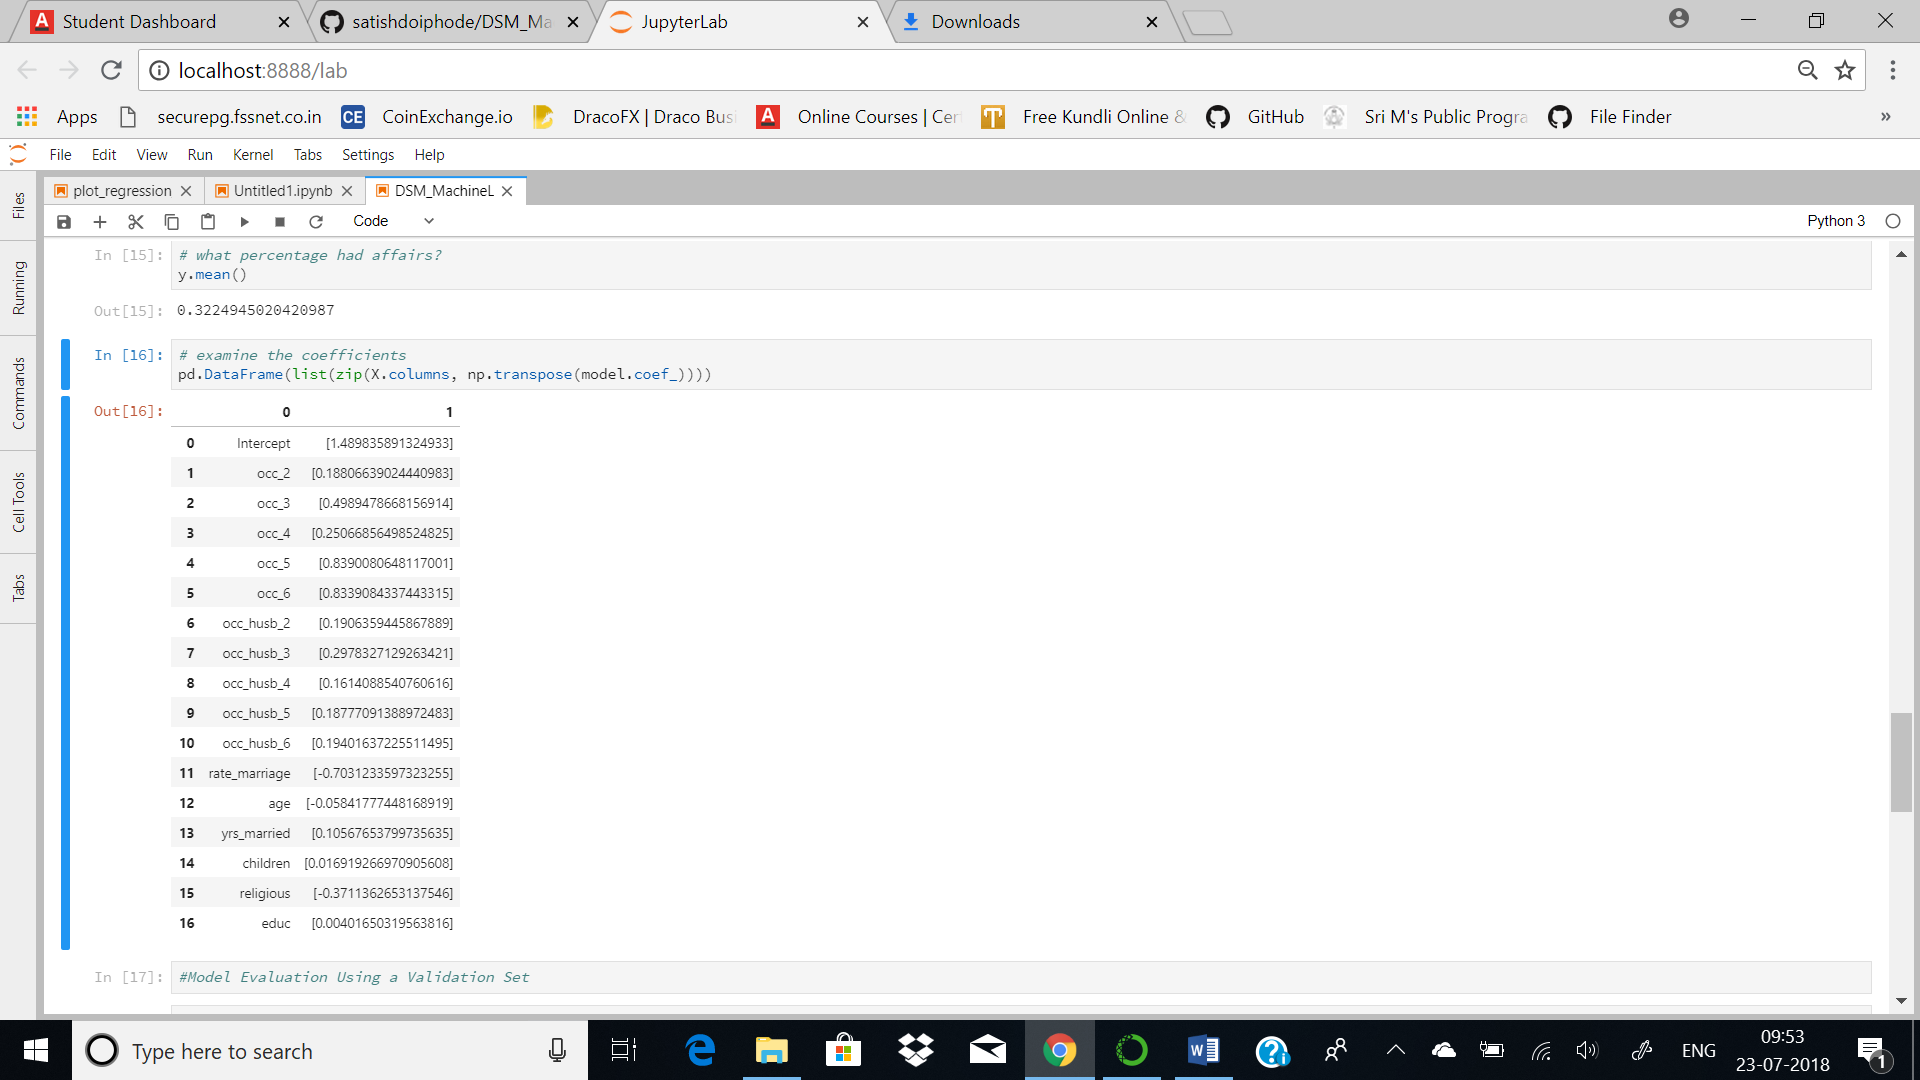 Student Dashboard
satishdoiphode/DSM_Ma
JupyterLab
Downloads
localhost:8888/lab
Apps securepg.fssnet.co.in CE CoinExchange.io DracoFX | Draco Busi Online Courses | Cert Free Kundli Online & GitHub Sri M's Public Progra File Finder »
File Edit View Run Kernel Tabs Settings Help
plot_regression Untitled1.ipynb DSM_MachineL
Code Python 3
Files
Running
Commands
Cell Tools
Tabs
In [15]: # what percentage had affairs?
y.mean()
Out[15]: 0.3224945020420987
In [16]: # examine the coefficients
pd.DataFrame(list(zip(X.columns, np.transpose(model.coef_))))
Out[16]: 0 1
0 Intercept [1.489835891324933]
1 occ_2 [0.18806639024440983]
2 occ_3 [0.4989478668156914]
3 occ_4 [0.25066856498524825]
4 occ_5 [0.8390080648117001]
5 occ_6 [0.8339084337443315]
6 occ_husb_2 [0.1906359445867889]
7 occ_husb_3 [0.2978327129263421]
8 occ_husb_4 [0.1614088540760616]
9 occ_husb_5 [0.18777091388972483]
10 occ_husb_6 [0.19401637225511495]
11 rate_marriage [-0.7031233597323255]
12 age [-0.05841777448168919]
13 yrs_married [0.10567653799735635]
14 children [0.016919266970905608]
15 religious [-0.3711362653137546]
16 educ [0.00401650319563816]
In [17]: #Model Evaluation Using a Validation Set
Type here to search
ENG
09:53
23-07-2018
1